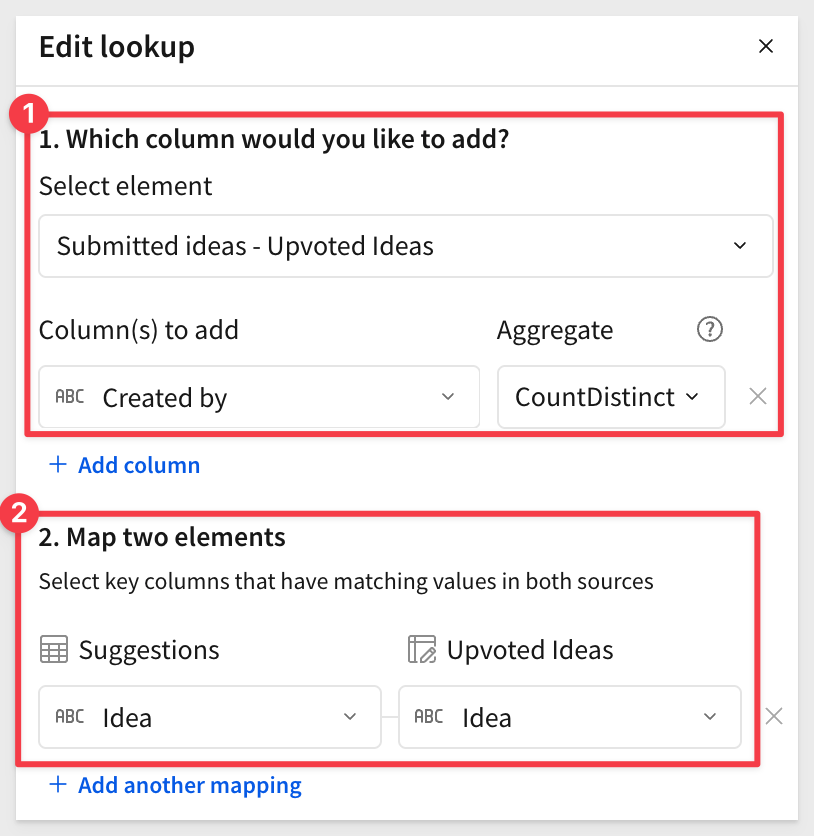 Edit lookup
1
1. Which column would you like to add?
Select element
Submitted ideas - Upvoted Ideas
Column(s) to add Aggregate ?
ABC Created by CountDistinct
+ Add column
2
2. Map two elements
Select key columns that have matching values in both sources
Suggestions Upvoted Ideas
ABC Idea ABC Idea
+ Add another mapping